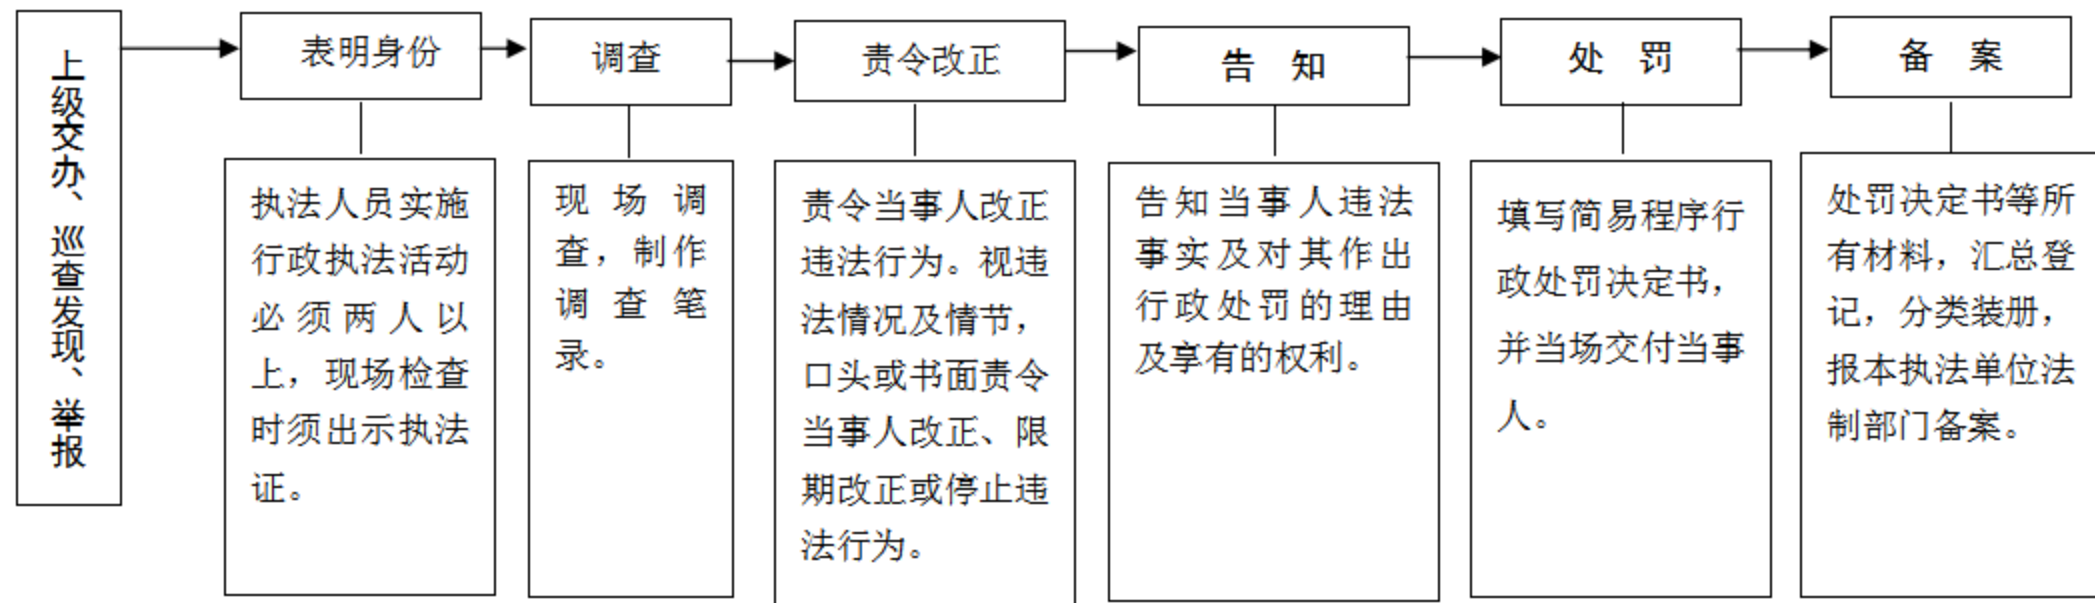 上级交办、巡查发现、举报
表明身份
调查
责令改正
告 知
处 罚
备 案
执法人员实施
行政执法活动
必须两人以
上，现场检查
时须出示执法
证。
现场调
查，制作
调查笔
录。
责令当事人改正
违法行为。视违
法情况及情节，
口头或书面责令
当事人改正、限
期改正或停止违
法行为。
告知当事人违法
事实及对其作出
行政处罚的理由
及享有的权利。
填写简易程序行
政处罚决定书，
并当场交付当事
人。
处罚决定书等所
有材料，汇总登
记，分类装册，
报本执法单位法
制部门备案。